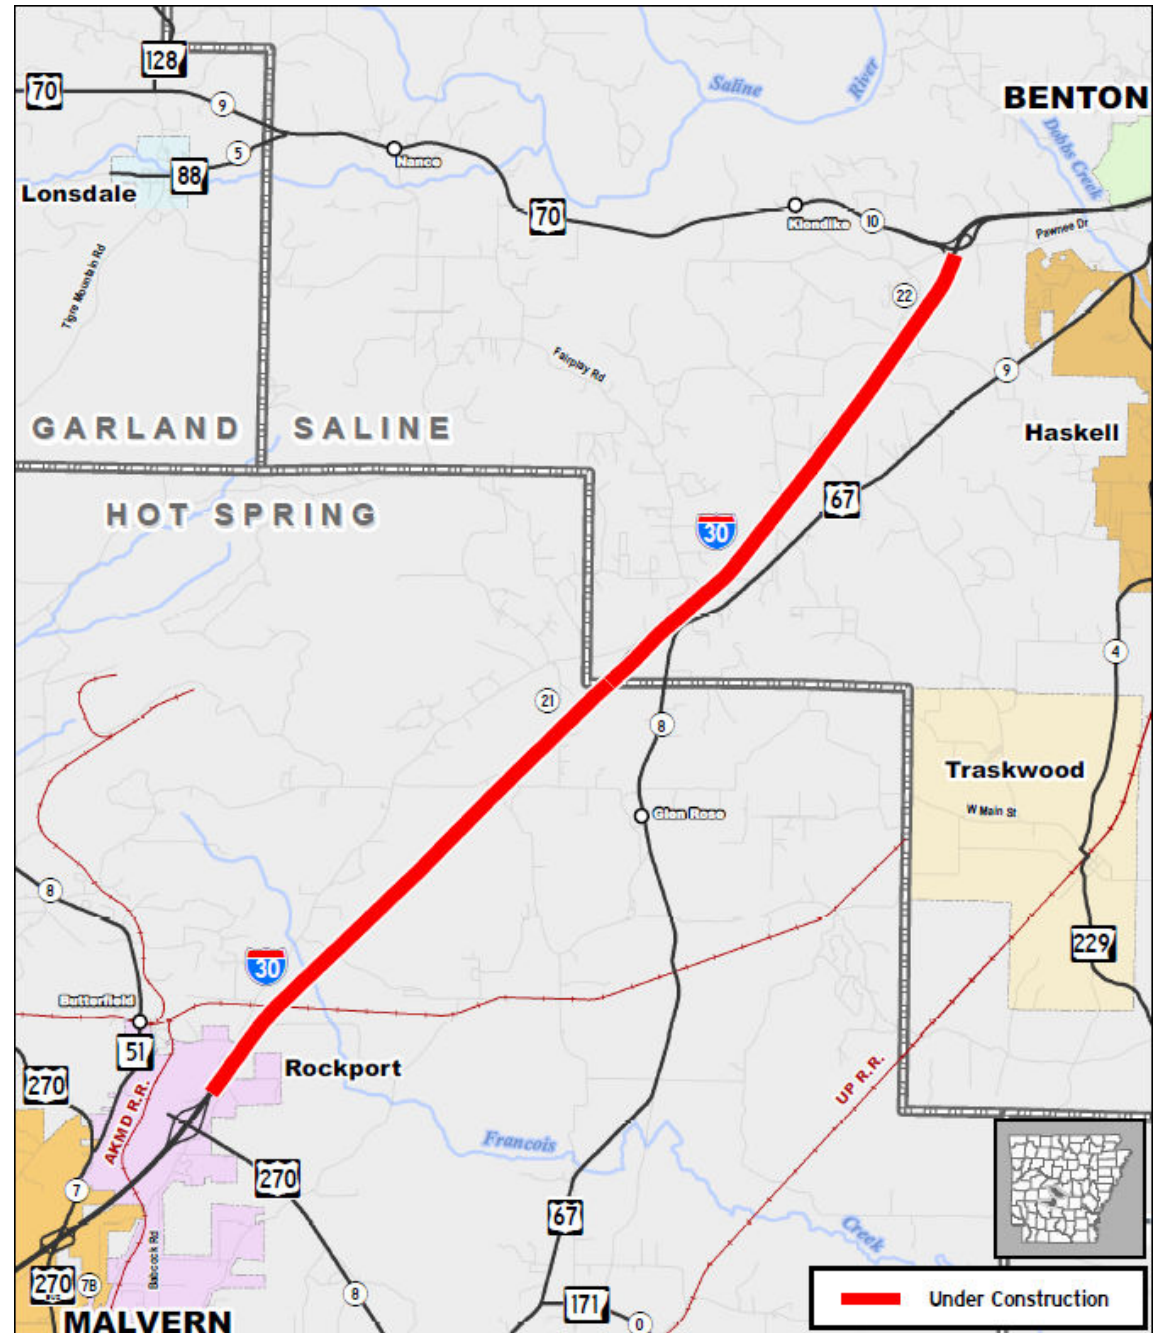 128
70
9
5
88
Lonsdale
Nance
Saline
River
BENTON
Dobbs Creek
70
Klondike
10
Pawnee Dr
22
Tigre Mountain Rd
Fairplay Rd
9
GARLAND
SALINE
Haskell
HOT SPRING
67
30
4
21
8
Traskwood
W Main St
Glen Rose
8
229
30
Butterfield
51
Rockport
270
AKMD R.R.
UP R.R.
Francois
270
7
67
Creek
Babcock Rd
270
7B
8
171
0
MALVERN
Under Construction